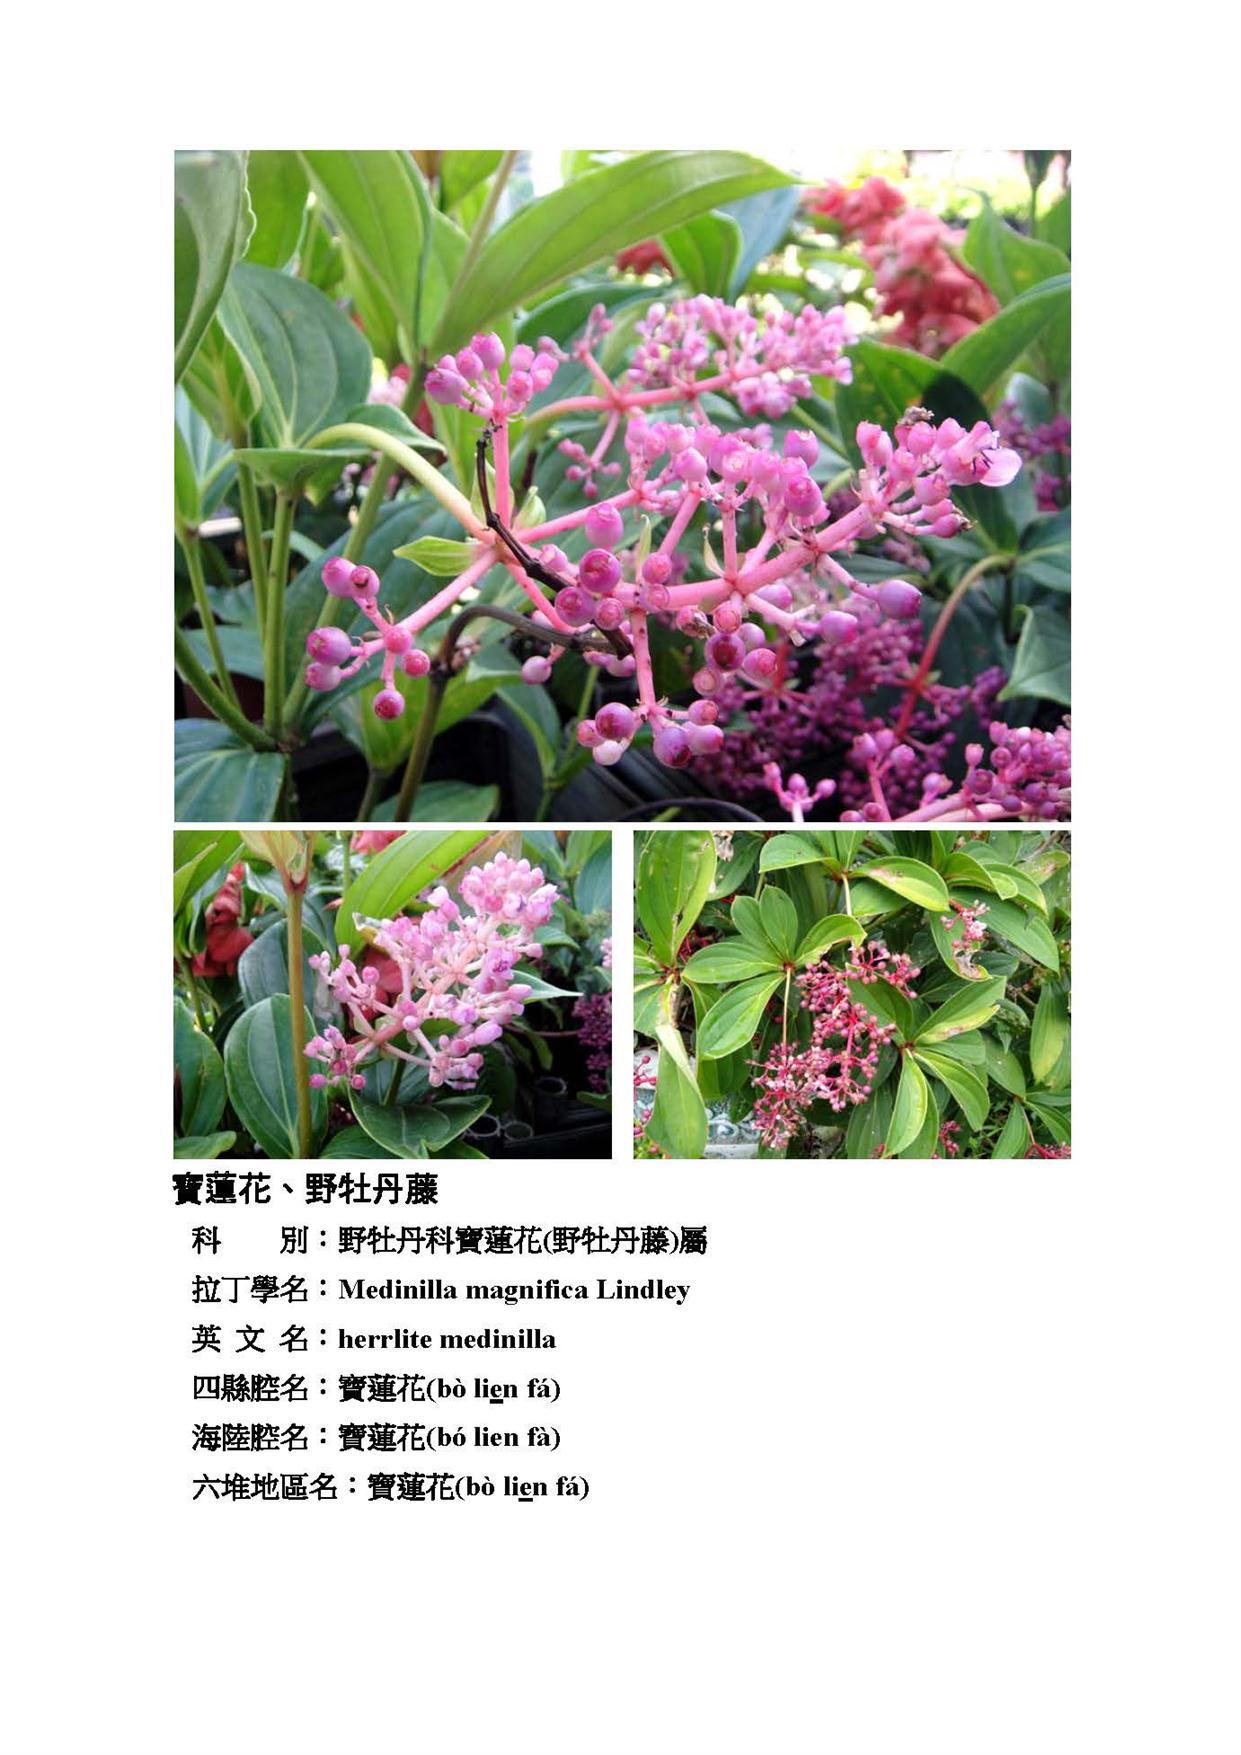 寶蓮花、野牡丹藤
科　　別：野牡丹科寶蓮花(野牡丹藤)屬
拉丁學名：Medinilla magnifica Lindley
英 文 名：herrlite medinilla
四縣腔名：寶蓮花(bò lien fá)
海陸腔名：寶蓮花(bó lien fà)
六堆地區名：寶蓮花(bò lien fá)